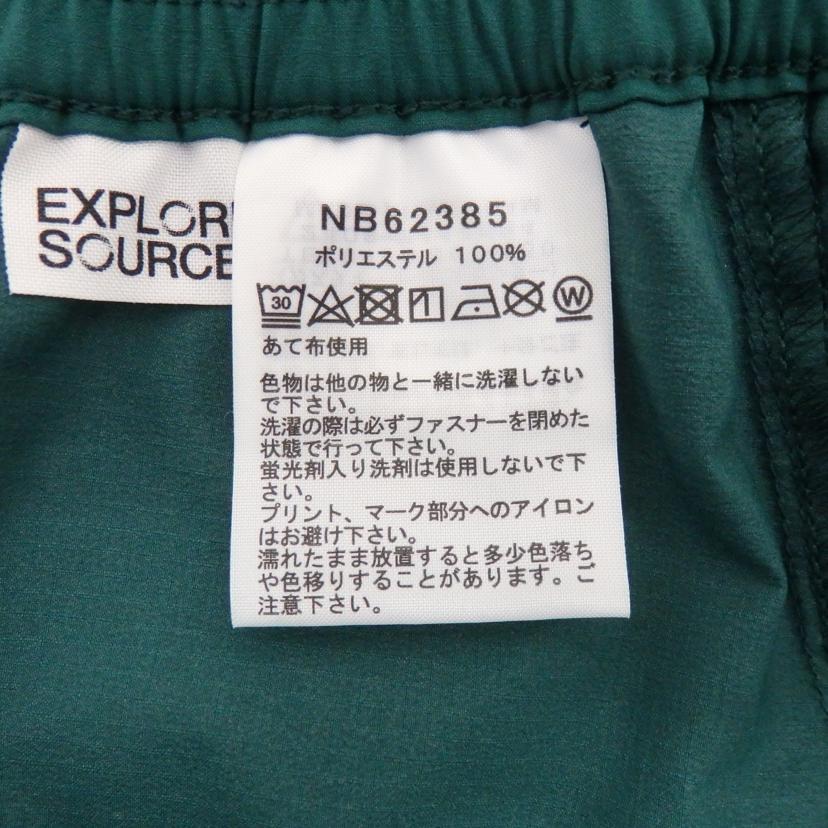 EXPLOR
SOURCE
NB62385
ポリエステル 100%
30
W
あて布使用
色物は他の物と一緒に洗濯しない
で下さい。
洗濯の際は必ずファスナーを閉めた
状態で行って下さい。
蛍光剤入り洗剤は使用しないで下
さい。
プリント、マーク部分へのアイロン
はお避け下さい。
濡れたまま放置すると多少色落ち
や色移りすることがあります。ご
注意下さい。